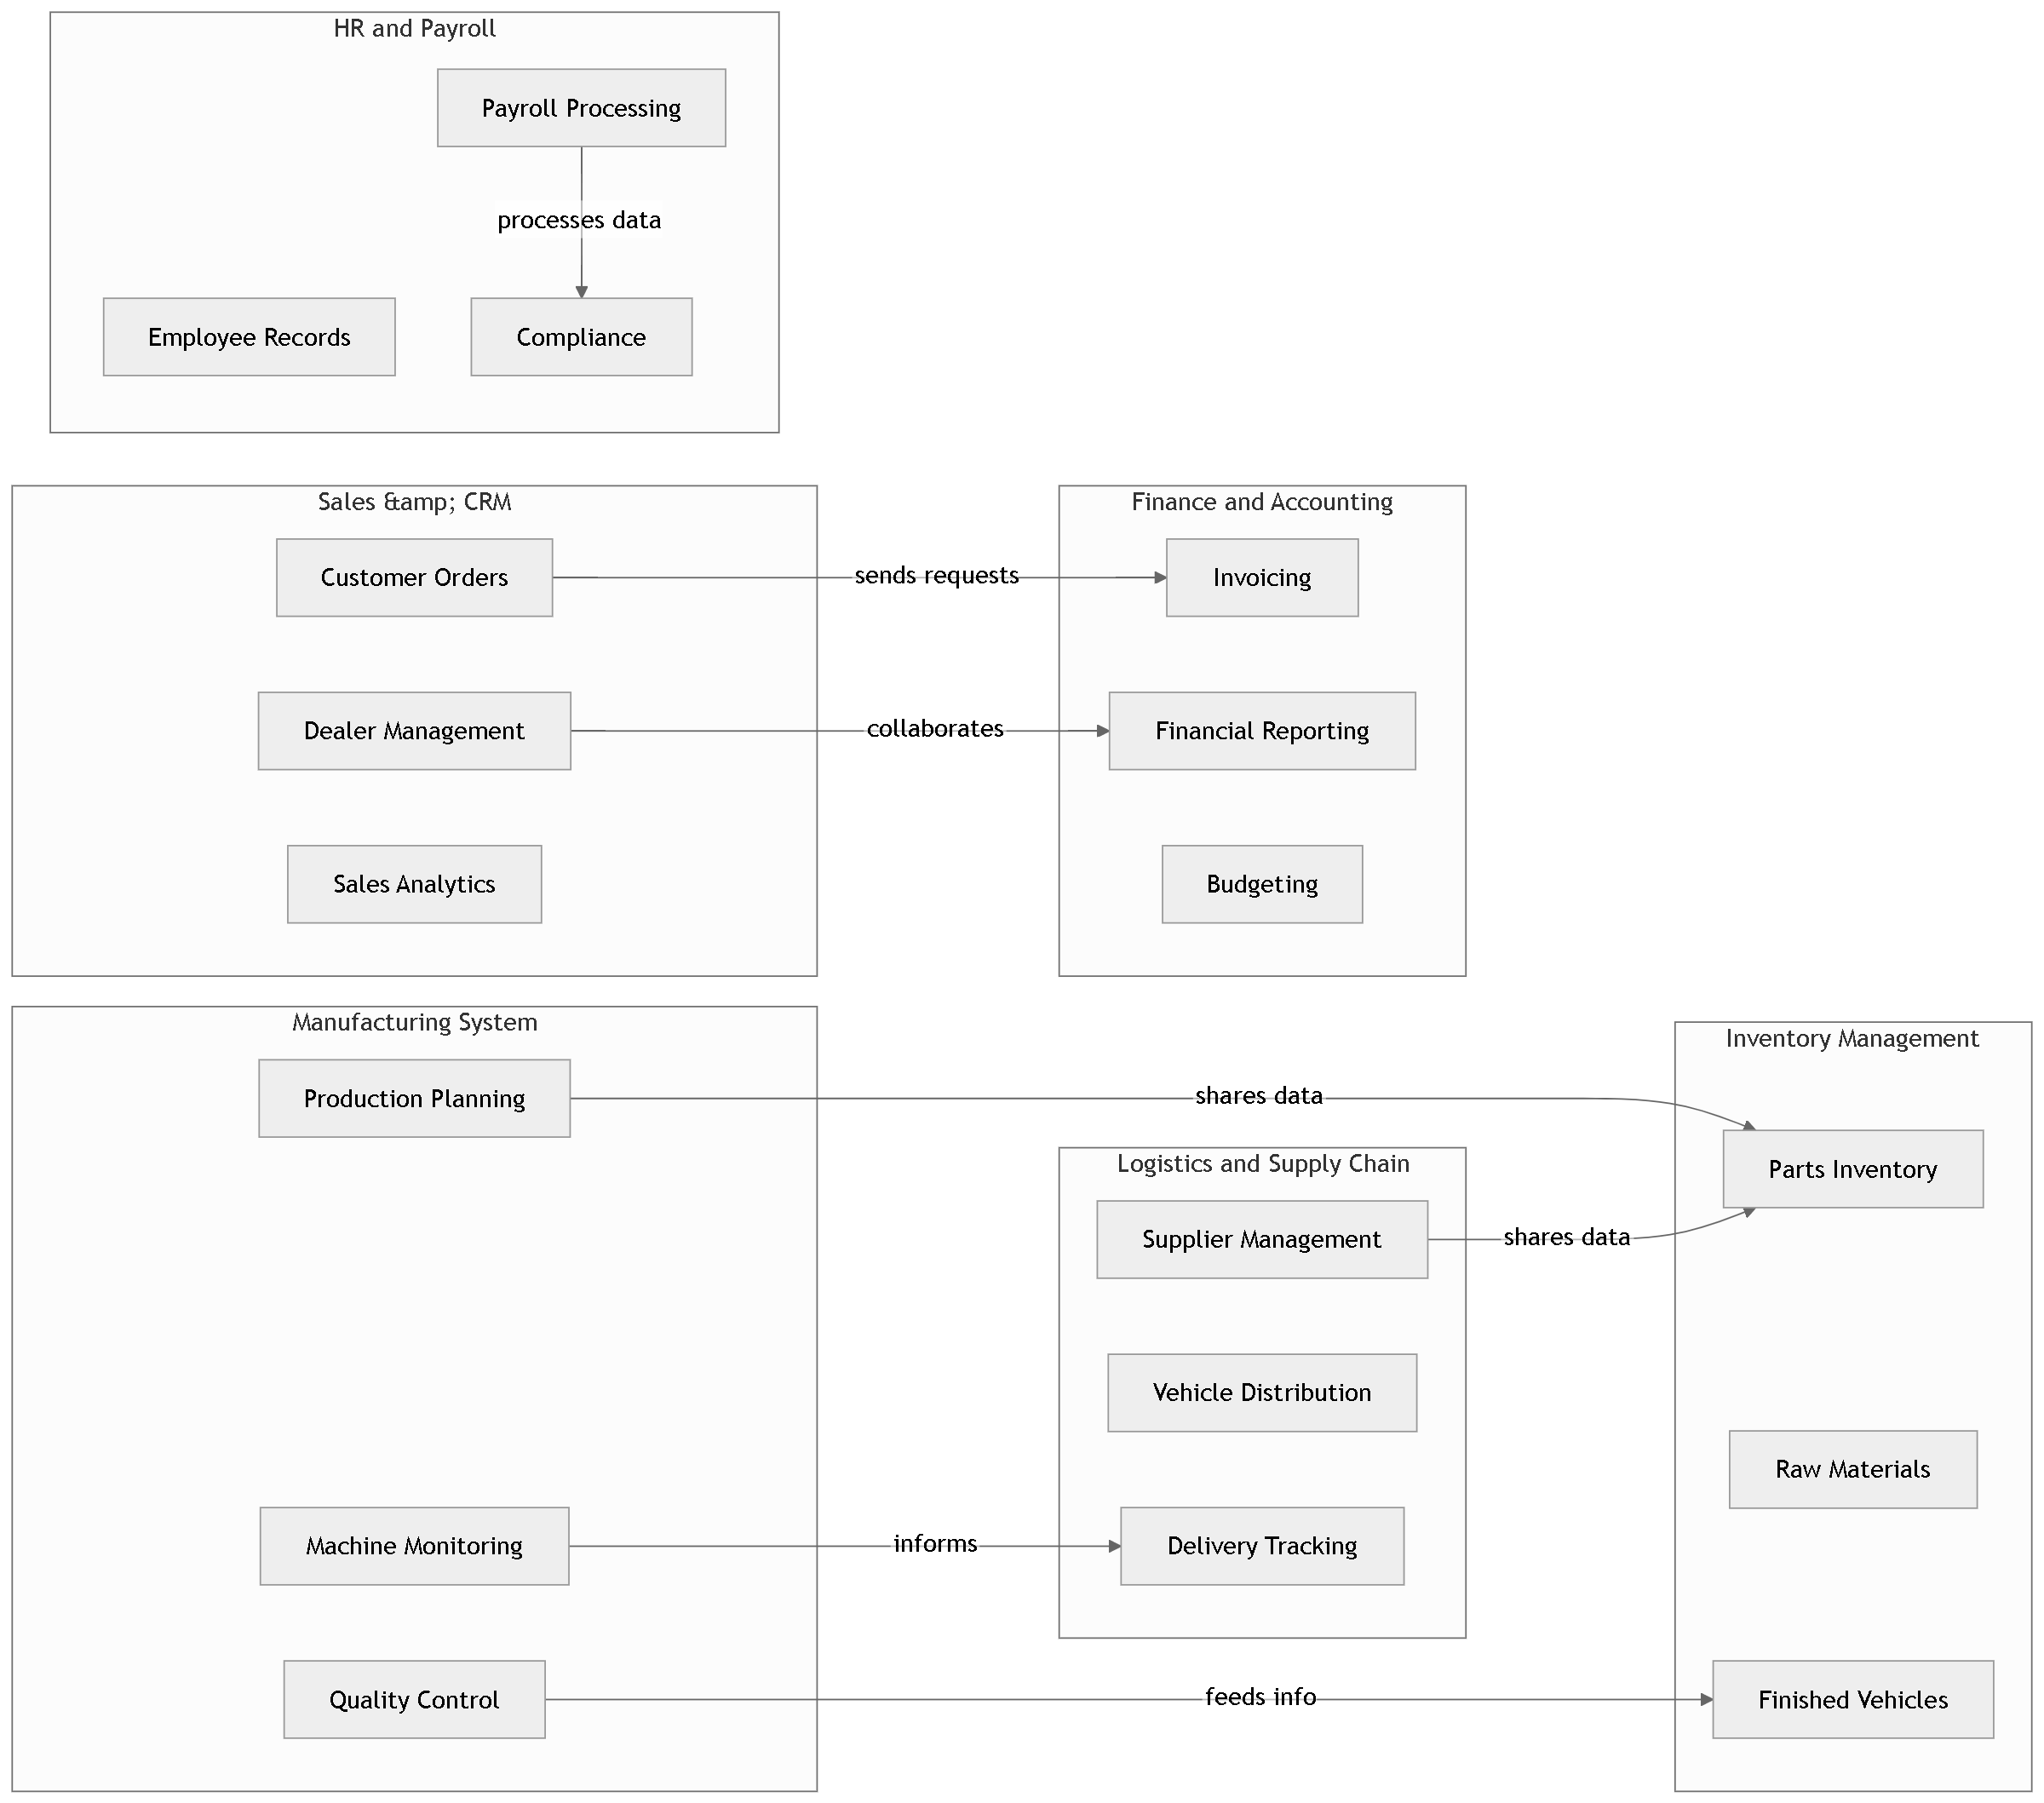 HR and Payroll
Payroll Processing
processes data
Employee Records
Compliance
Sales &amp; CRM
Customer Orders
sends requests
Dealer Management
collaborates
Sales Analytics
Finance and Accounting
Invoicing
Financial Reporting
Budgeting
Manufacturing System
Production Planning
shares data
Machine Monitoring
informs
Quality Control
feeds info
Logistics and Supply Chain
Supplier Management
shares data
Vehicle Distribution
Delivery Tracking
Inventory Management
Parts Inventory
Raw Materials
Finished Vehicles